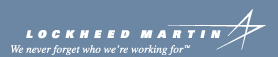 LOCKHEED MARTIN
We never forget who we're working for™